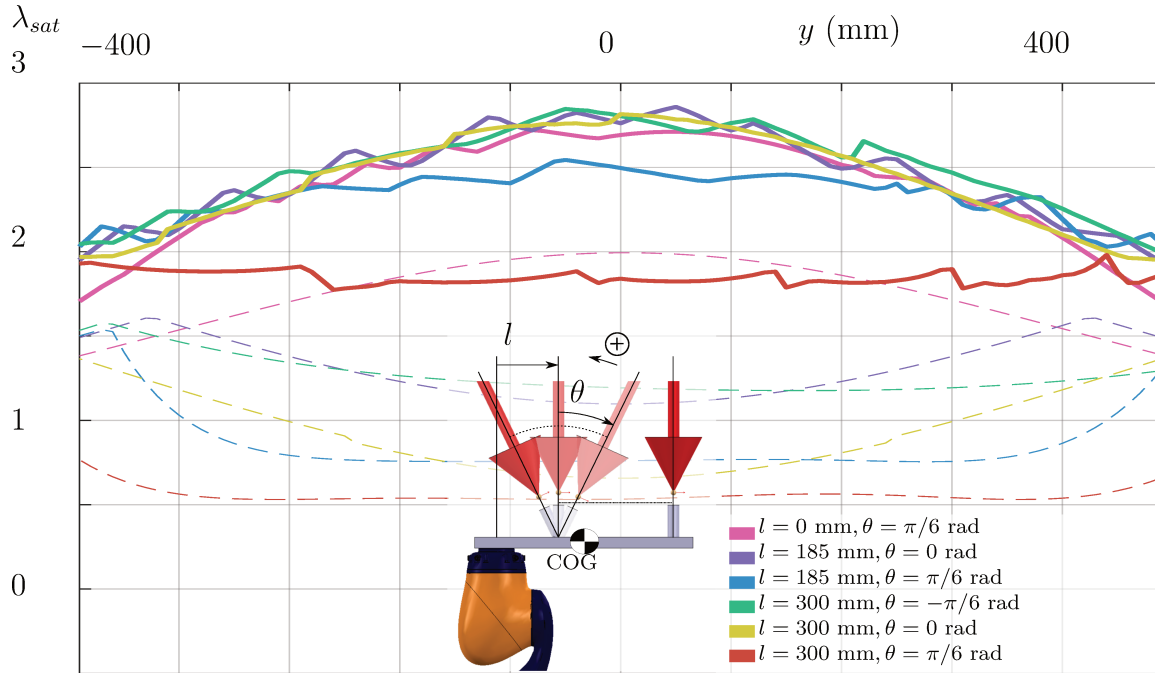 λsat
−400 0 y (mm) 400
3
2
1
0
l
⊕
θ
COG
l = 0 mm, θ = π/6 rad
l = 185 mm, θ = 0 rad
l = 185 mm, θ = π/6 rad
l = 300 mm, θ = −π/6 rad
l = 300 mm, θ = 0 rad
l = 300 mm, θ = π/6 rad